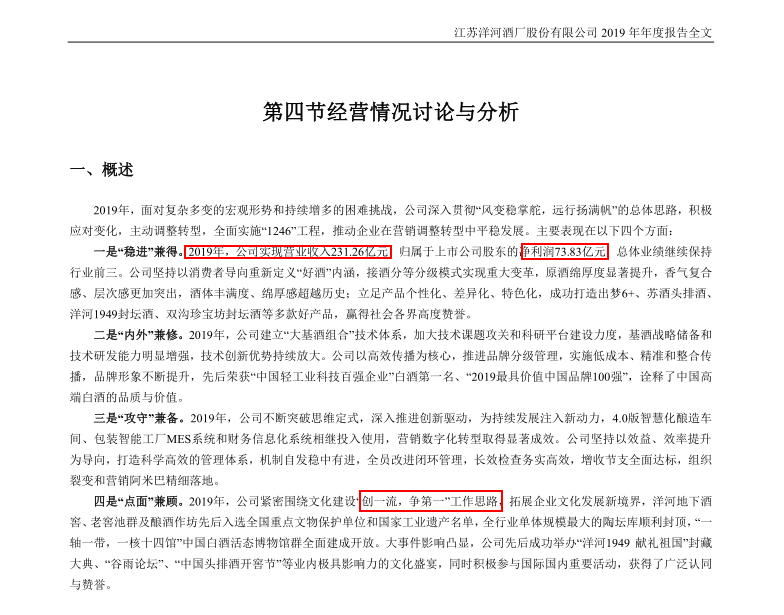 江苏洋河酒厂股份有限公司 2019 年年度报告全文
第四节经营情况讨论与分析
一、概述
2019年，面对复杂多变的宏观形势和持续增多的困难挑战，公司深入贯彻“风变稳掌舵，远行扬满帆”的总体思路，积极
应对变化，主动调整转型，全面实施“1246”工程，推动企业在营销调整转型中平稳发展。主要表现在以下四个方面：
一是“稳进”兼得。2019年，公司实现营业收入231.26亿元 归属于上市公司股东的净利润73.83亿元 总体业绩继续保持
行业前三。公司坚持以消费者导向重新定义“好酒”内涵，接酒分等分级模式实现重大变革，原酒绵厚度显著提升，香气复合
感、层次感更加突出，酒体丰满度、绵厚感超越历史；立足产品个性化、差异化、特色化，成功打造出梦6+、苏酒头排酒、
洋河1949封坛酒、双沟珍宝坊封坛酒等多款好产品，赢得社会各界高度赞誉。
二是“内外”兼修。2019年，公司建立“大基酒组合”技术体系，加大技术课题攻关和科研平台建设力度，基酒战略储备和
技术研发能力明显增强，技术创新优势持续放大。公司以高效传播为核心，推进品牌分级管理，实施低成本、精准和整合传
播，品牌形象不断提升，先后荣获“中国轻工业科技百强企业”白酒第一名、“2019最具价值中国品牌100强”，诠释了中国高
端白酒的品质与价值。
三是“攻守”兼备。2019年，公司不断突破思维定式，深入推进创新驱动，为持续发展注入新动力，4.0版智慧化酿造车
间、包装智能工厂MES系统和财务信息化系统相继投入使用，营销数字化转型取得显著成效。公司坚持以效益、效率提升
为导向，打造科学高效的管理体系，机制自发稳中有进，全员改进闭环管理，长效检查务实高效，增收节支全面达标，组织
裂变和营销阿米巴精细落地。
四是“点面”兼顾。2019年，公司紧密围绕文化建设“创一流，争第一”工作思路，拓展企业文化发展新境界，洋河地下酒
窖、老窖池群及酿酒作坊先后入选全国重点文物保护单位和国家工业遗产名单，全行业单体规模最大的陶坛库顺利封顶，“一
轴一带，一核十四馆”中国白酒活态博物馆群全面建成开放。大事件影响凸显，公司先后成功举办“洋河1949 献礼祖国”封藏
大典、“谷雨论坛”、“中国头排酒开窖节”等业内极具影响力的文化盛宴，同时积极参与国际国内重要活动，获得了广泛认同
与赞誉。